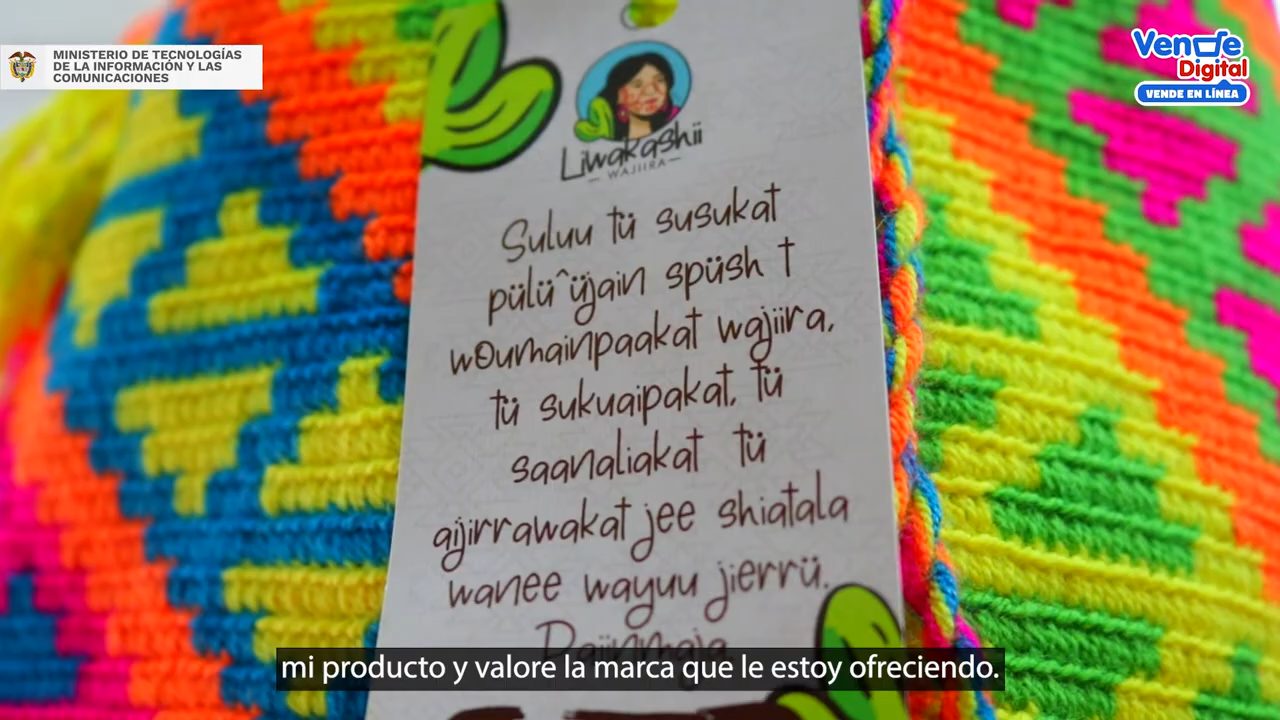 MINISTERIO DE TECNOLOGÍAS
DE LA INFORMACIÓN Y LAS
COMUNICACIONES
Vende
Digital
VENDE EN LÍNEA
Liwakashii
— WAJIIRA —
Suluu tü susukat
pülü^üjain spüsh t
woumainpaakat wajiira,
tü sukuaipakat, tü
saanaliakat tü
aijirrawakat jee shiatala
wanee wayuu jierrü.
mi producto y valore la marca que le estoy ofreciendo.